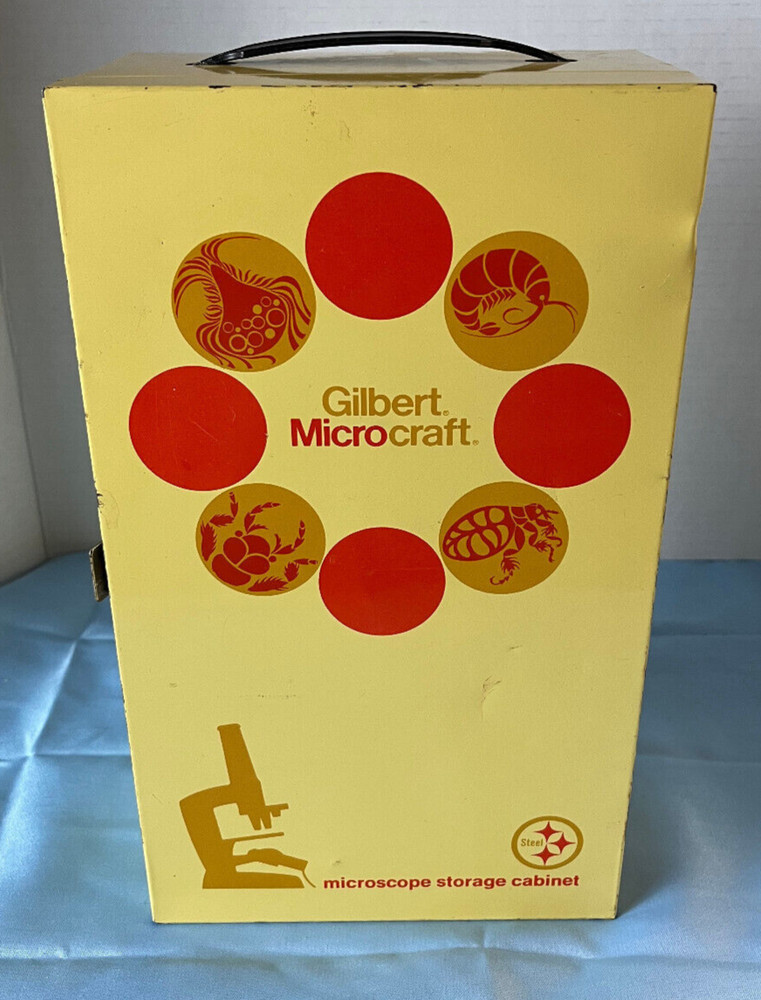 Gilbert®
Microcraft®
Steel
microscope storage cabinet